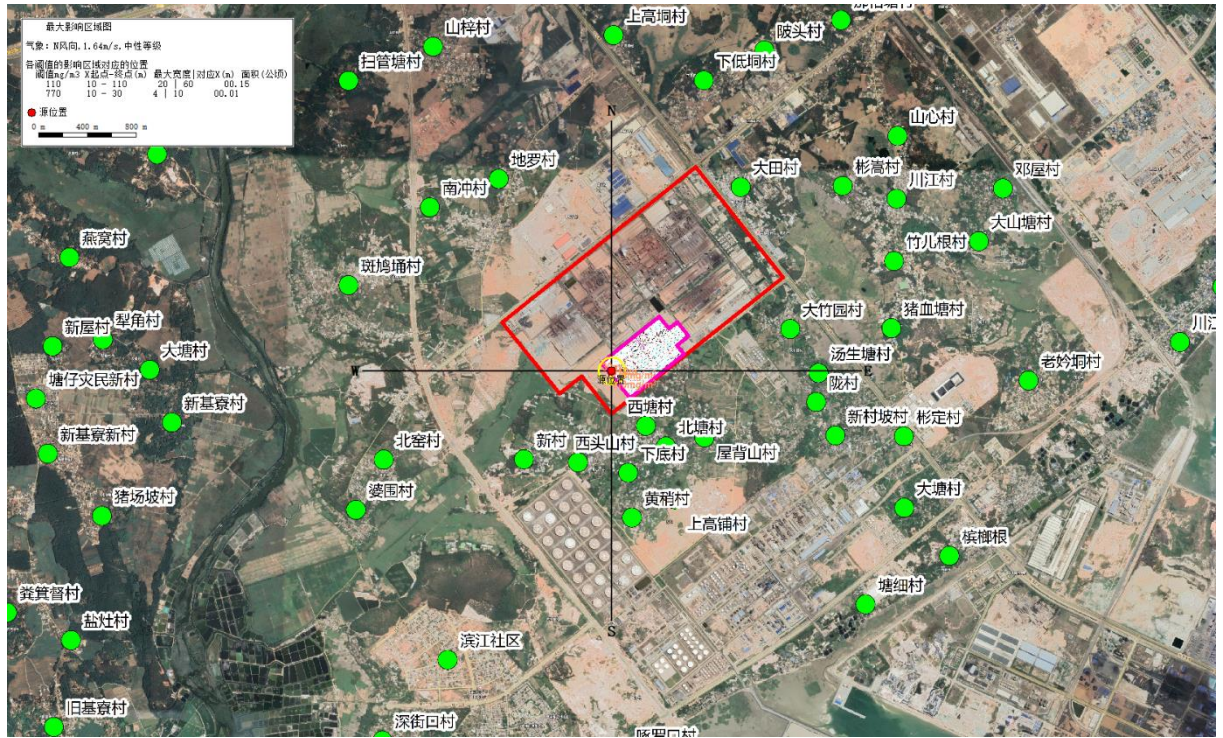 最大影响区域图
气象: N风向,1.64m/s,中性等级
各阈值的影响区域对应的位置
阈值mg/m3 X起点-终点(m) 最大宽度|对应X(m) 面积(公顷)
110 10 - 110 20 | 60 00.15
770 10 - 30 4 | 10 00.01
源位置
0 m 400 m 800 m
山梓村
上高垌村
陂头村
扫管塘村
下低垌村
N
山心村
地罗村
大田村
彬嵩村
邓屋村
南冲村
川江村
大山塘村
燕窝村
竹儿根村
斑鸠埇村
新屋村
犁角村
大竹园村
猪血塘村
川江
大塘村
W
源位置
E
汤生塘村
老妗垌村
塘仔灾民新村
新基寮村
陇村
西塘村
新村坡村
彬定村
新基寮新村
北窑村
新村
西头山村
北塘村
下底村
屋背山村
猪场坡村
婆围村
黄稍村
大塘村
上高铺村
槟榔根
粪箕督村
塘细村
盐灶村
S
滨江社区
旧基寮村
深街口村